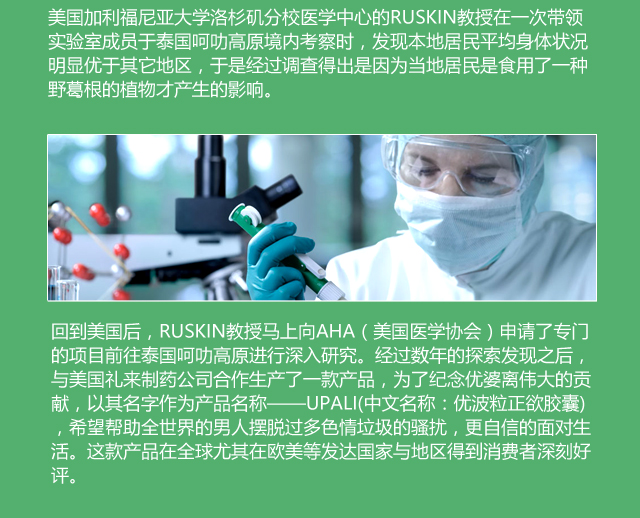 美国加利福尼亚大学洛杉矶分校医学中心的RUSKIN教授在一次带领
实验室成员于泰国呵叻高原境内考察时，发现本地居民平均身体状况
明显优于其它地区，于是经过调查得出是因为当地居民是食用了一种
野葛根的植物才产生的影响。
回到美国后，RUSKIN教授马上向AHA（美国医学协会）申请了专门
的项目前往泰国呵叻高原进行深入研究。经过数年的探索发现之后，
与美国礼来制药公司合作生产了一款产品，为了纪念优婆离伟大的贡
献，以其名字作为产品名称——UPALI(中文名称：优波粒正欲胶囊)
，希望帮助全世界的男人摆脱过多色情垃圾的骚扰，更自信的面对生
活。这款产品在全球尤其在欧美等发达国家与地区得到消费者深刻好
评。